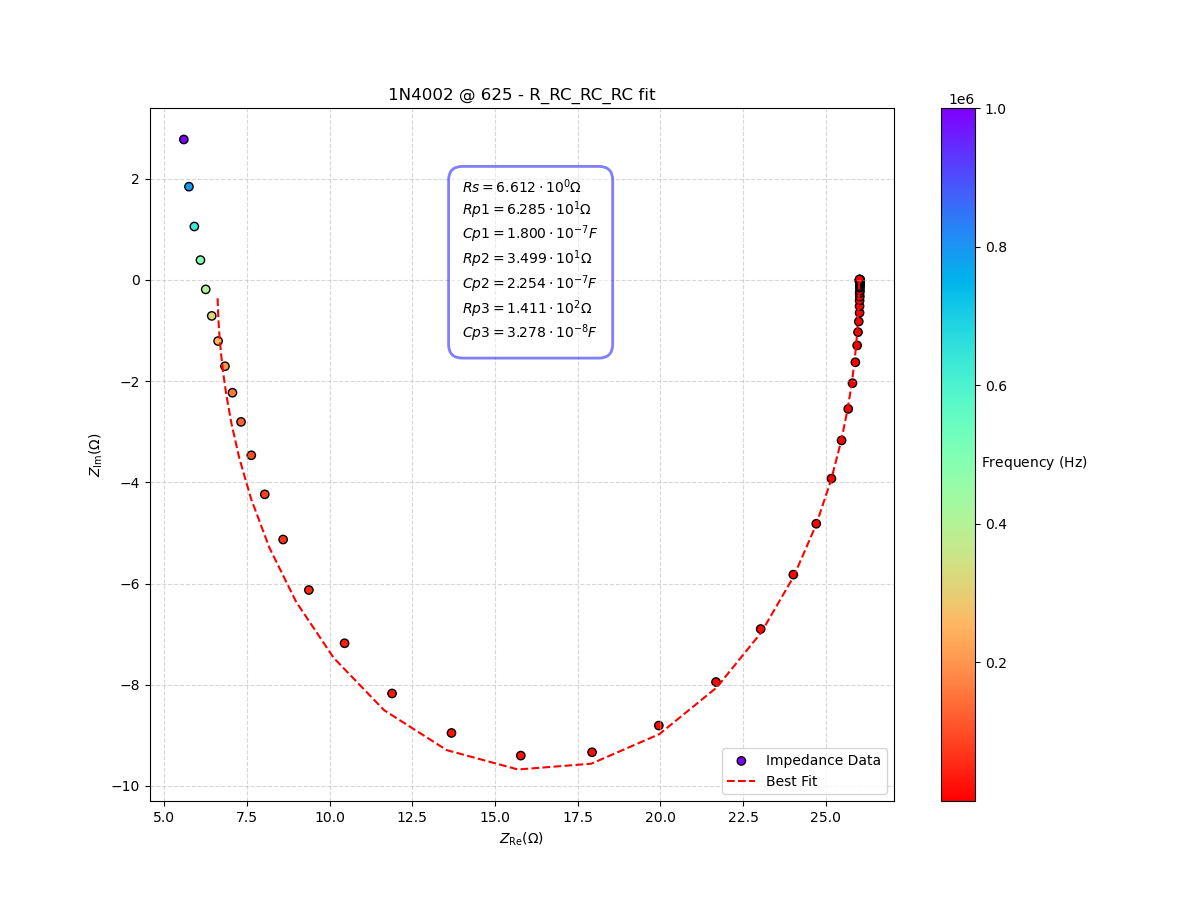 1N4002 @ 625 - R_RC_RC_RC fit
1e6
Rs = 6.612 · 10⁰Ω
Rp1 = 6.285 · 10¹Ω
Cp1 = 1.800 · 10⁻⁷F
Rp2 = 3.499 · 10¹Ω
Cp2 = 2.254 · 10⁻⁷F
Rp3 = 1.411 · 10²Ω
Cp3 = 3.278 · 10⁻⁸F
Z_Im(Ω)
2
0
−2
−4
−6
−8
−10
5.0 7.5 10.0 12.5 15.0 17.5 20.0 22.5 25.0
Z_Re(Ω)
Impedance Data
Best Fit
1.0
0.8
0.6
0.4
0.2
Frequency (Hz)